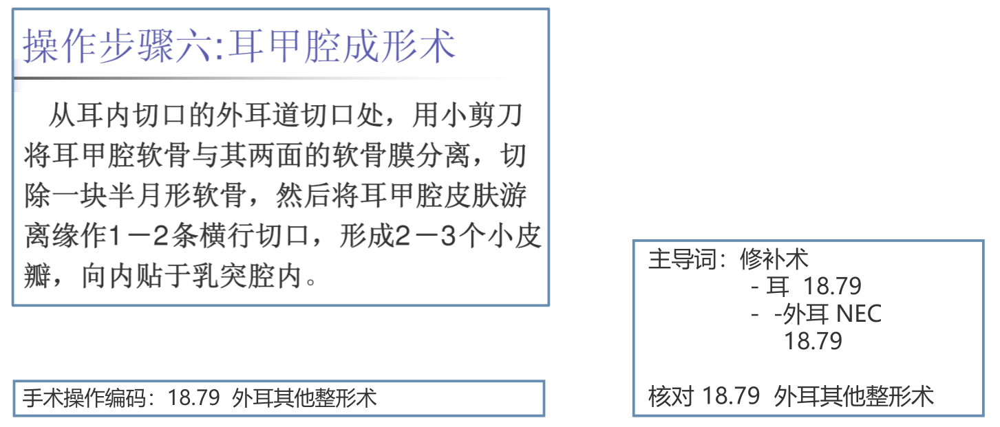 操作步骤六:耳甲腔成形术
从耳内切口的外耳道切口处，用小剪刀
将耳甲腔软骨与其两面的软骨膜分离，切
除一块半月形软骨，然后将耳甲腔皮肤游
离缘作1－2条横行切口，形成2－3个小皮
瓣，向内贴于乳突腔内。
手术操作编码：18.79 外耳其他整形术
主导词：修补术
- 耳 18.79
- -外耳 NEC
18.79
核对 18.79 外耳其他整形术